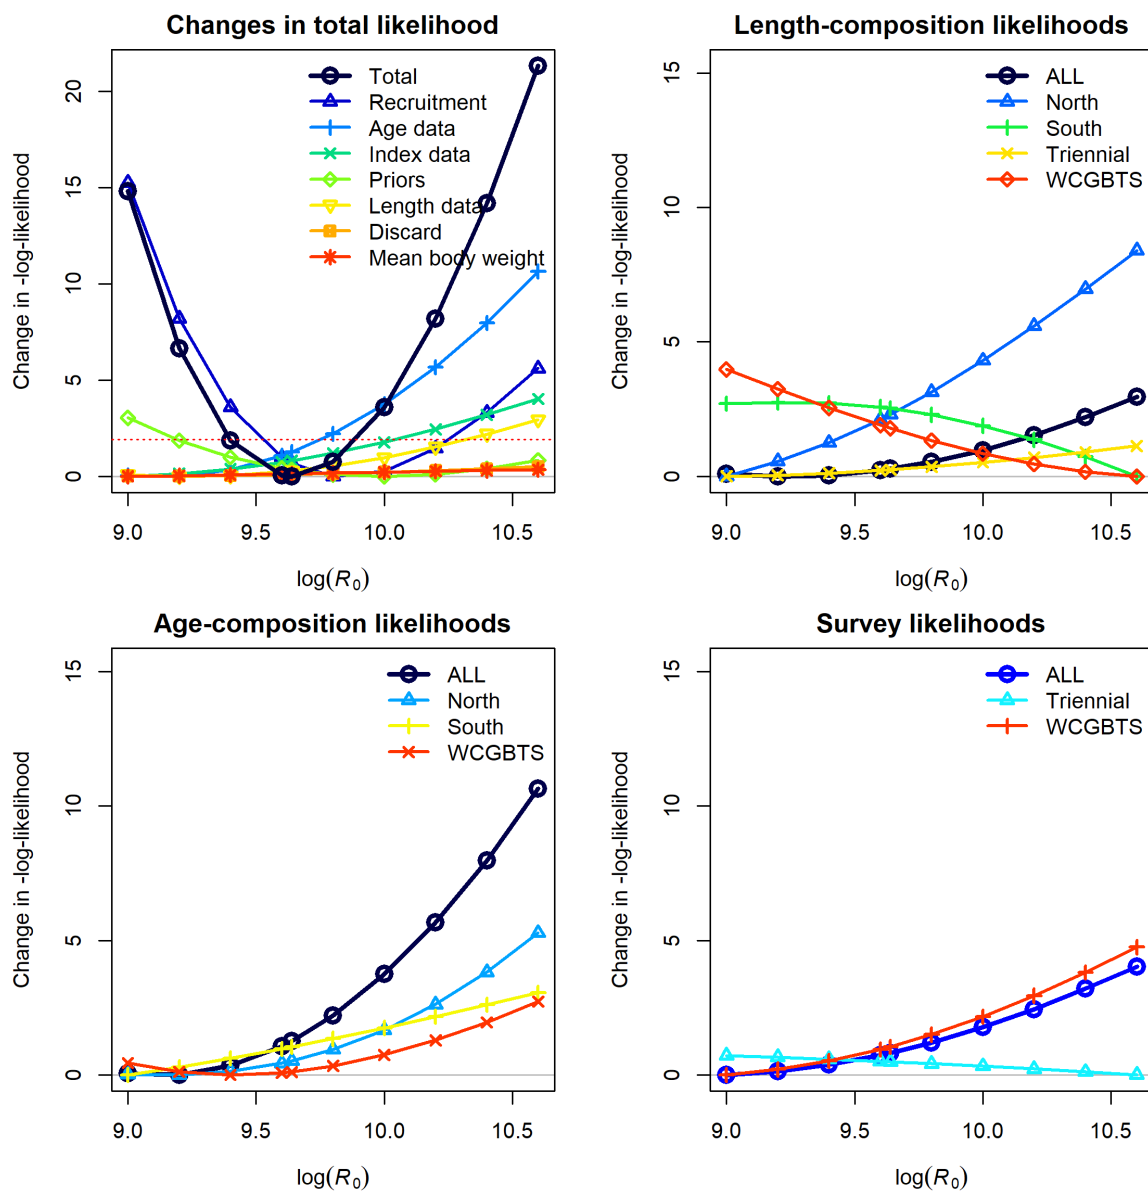 Changes in total likelihood
Total
Recruitment
Age data
Index data
Priors
Length data
Discard
Mean body weight
Change in -log-likelihood
0
5
10
15
20
9.0
9.5
10.0
10.5
log(R0)
Length-composition likelihoods
ALL
North
South
Triennial
WCGBTS
Change in -log-likelihood
0
5
10
15
9.0
9.5
10.0
10.5
log(R0)
Age-composition likelihoods
ALL
North
South
WCGBTS
Change in -log-likelihood
0
5
10
15
9.0
9.5
10.0
10.5
log(R0)
Survey likelihoods
ALL
Triennial
WCGBTS
Change in -log-likelihood
0
5
10
15
9.0
9.5
10.0
10.5
log(R0)